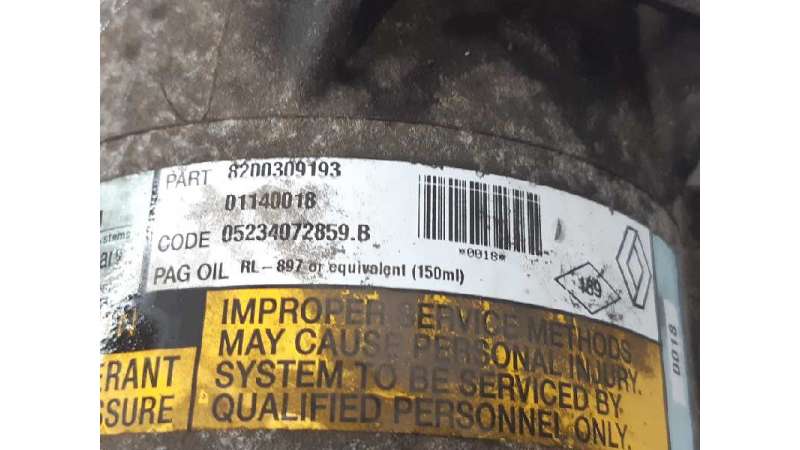 PART 8200309193
01140018
CODE 05234072859.B
PAG OIL RL-897 or equivalent (150ml)
*0018*
189
0018
systems
IMPROPER SERVICE METHODS
MAY CAUSE PERSONAL INJURY.
SYSTEM TO BE SERVICED BY
QUALIFIED PERSONNEL ONLY.
N
ERANT
SSURE